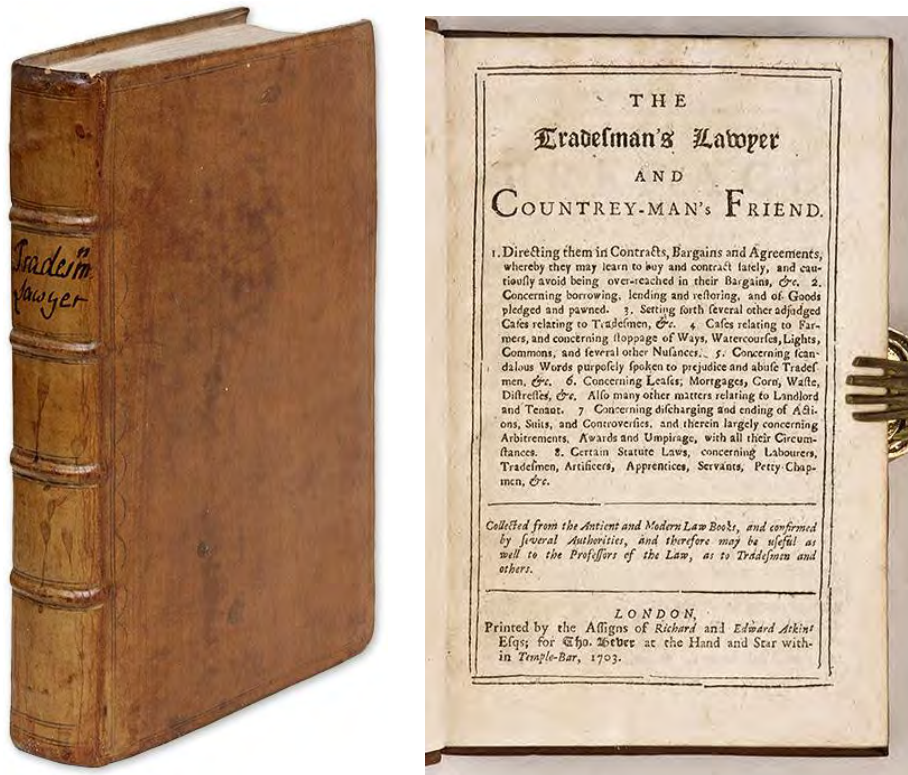 Tradeſm
Lawyer
THE
Tradeſman's Lawyer
AND
COUNTREY-MAN's FRIEND.
1. Directing them in Contracts, Bargains and Agreements,
whereby they may learn to buy and contract ſafely, and cau-
tiouſly avoid being over-reached in their Bargains, &c. 2.
Concerning borrowing, lending and reſtoring, and of Goods
pledged and pawned. 3. Setting forth ſeveral other adjudged
Caſes relating to Tradeſmen, &c. 4 Caſes relating to Far-
mers, and concerning ſtoppage of Ways, Watercourſes, Lights,
Commons, and ſeveral other Nuſances. 5. Concerning ſcan-
dalous Words purpoſely ſpoken to prejudice and abuſe Tradeſ
men, &c. 6. Concerning Leaſes, Mortgages, Corn, Waſte,
Diſtreſſes, &c. Alſo many other matters relating to Landlord
and Tenant. 7 Concerning diſcharging and ending of Acti-
ons, Suits, and Controverſies, and therein largely concerning
Arbitrements, Awards and Umpirage, with all their Circum-
ſtances. 8. Certain Statute Laws, concerning Labourers,
Tradeſmen, Artificers, Apprentices, Servants, Petty Chap-
men, &c.
Collected from the Antient and Modern Law Books, and confirmed
by ſeveral Authorities, and therefore may be uſeful as
well to the Profeſſors of the Law, as to Tradeſmen and
others.
LONDON,
Printed by the Aſſigns of Richard and Edward Atkins
Eſqs; for Tho. Bever at the Hand and Star with-
in Temple-Bar, 1703.